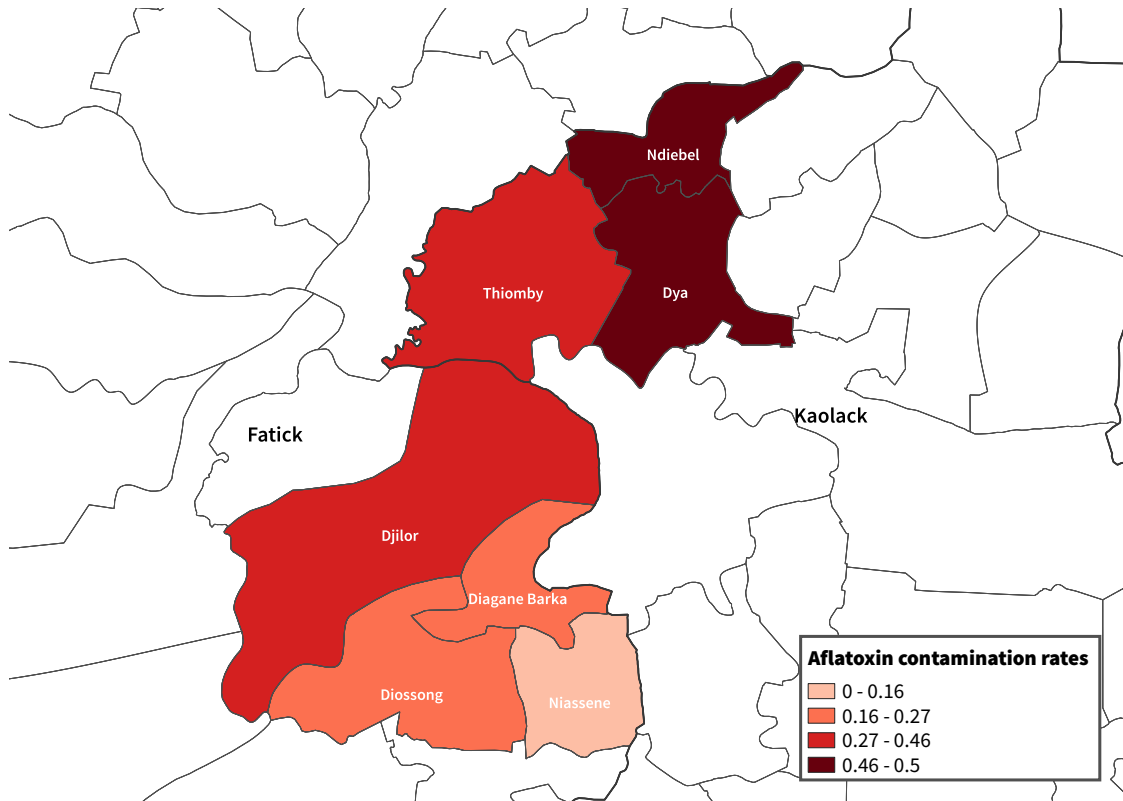 Ndiebel
Thiomby
Dya
Kaolack
Fatick
Djilor
Diagane Barka
Diossong
Niassene
Aflatoxin contamination rates
0 - 0.16
0.16 - 0.27
0.27 - 0.46
0.46 - 0.5